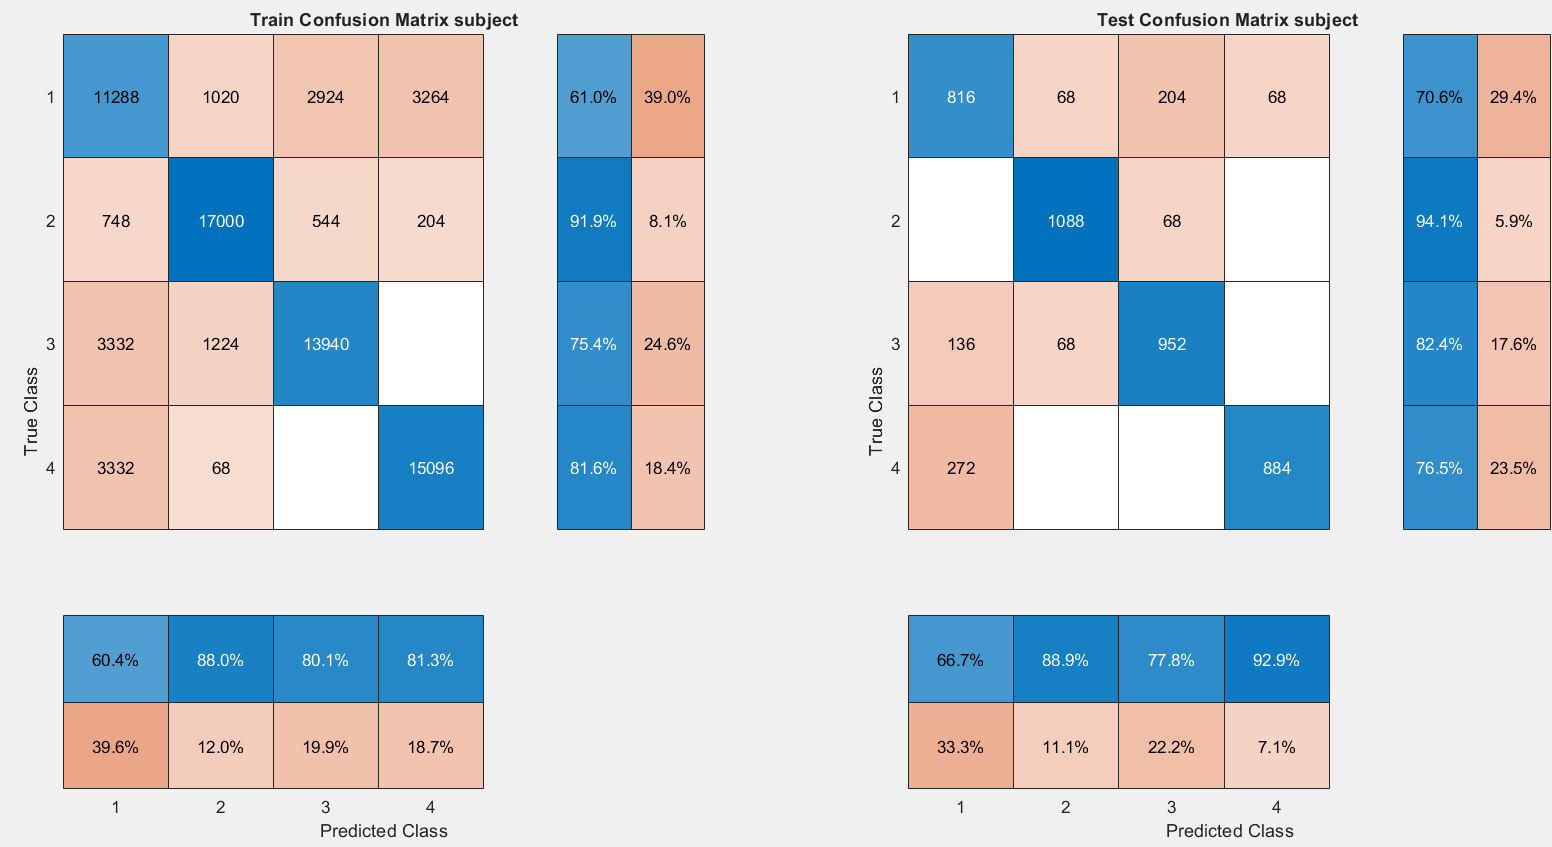 Train Confusion Matrix subject
1 11288 1020 2924 3264 61.0% 39.0%
2 748 17000 544 204 91.9% 8.1%
3 3332 1224 13940 75.4% 24.6%
4 3332 68 15096 81.6% 18.4%
True Class
60.4% 88.0% 80.1% 81.3%
39.6% 12.0% 19.9% 18.7%
1 2 3 4
Predicted Class
Test Confusion Matrix subject
1 816 68 204 68 70.6% 29.4%
2 1088 68 94.1% 5.9%
3 136 68 952 82.4% 17.6%
4 272 884 76.5% 23.5%
True Class
66.7% 88.9% 77.8% 92.9%
33.3% 11.1% 22.2% 7.1%
1 2 3 4
Predicted Class